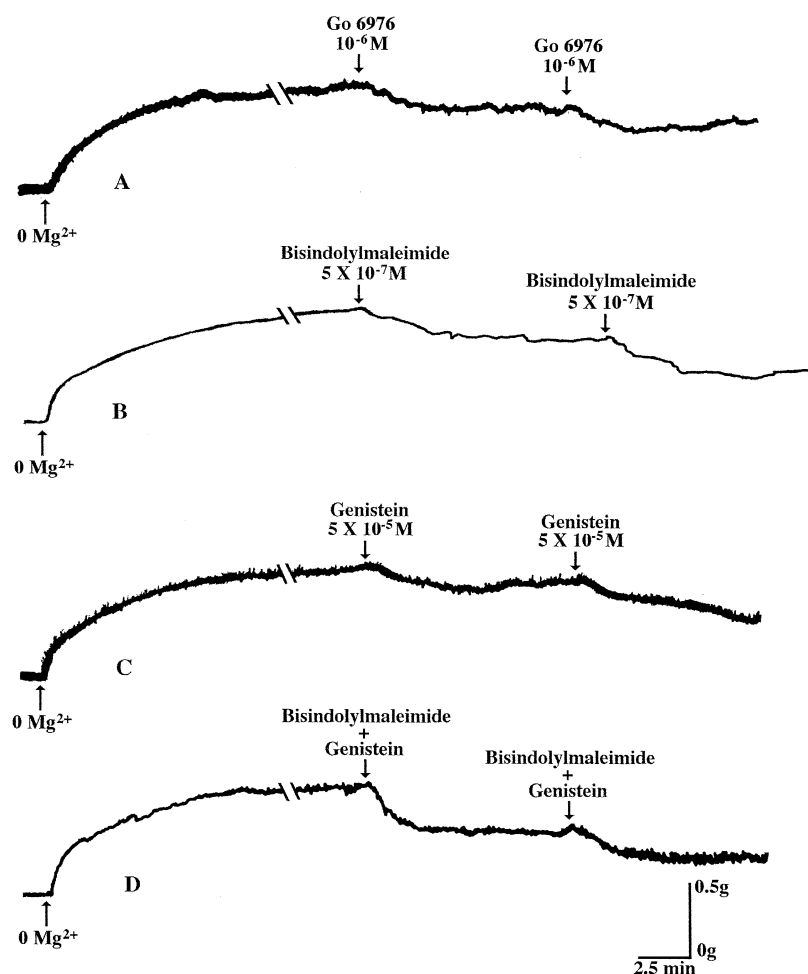 Go 6976
10⁻⁶M
Go 6976
10⁻⁶M
A
0 Mg²⁺
Bisindolylmaleimide
5 X 10⁻⁷M
Bisindolylmaleimide
5 X 10⁻⁷M
B
0 Mg²⁺
Genistein
5 X 10⁻⁵M
Genistein
5 X 10⁻⁵M
C
0 Mg²⁺
Bisindolylmaleimide
+
Genistein
Bisindolylmaleimide
+
Genistein
D
0 Mg²⁺
0.5g
0g
2.5 min